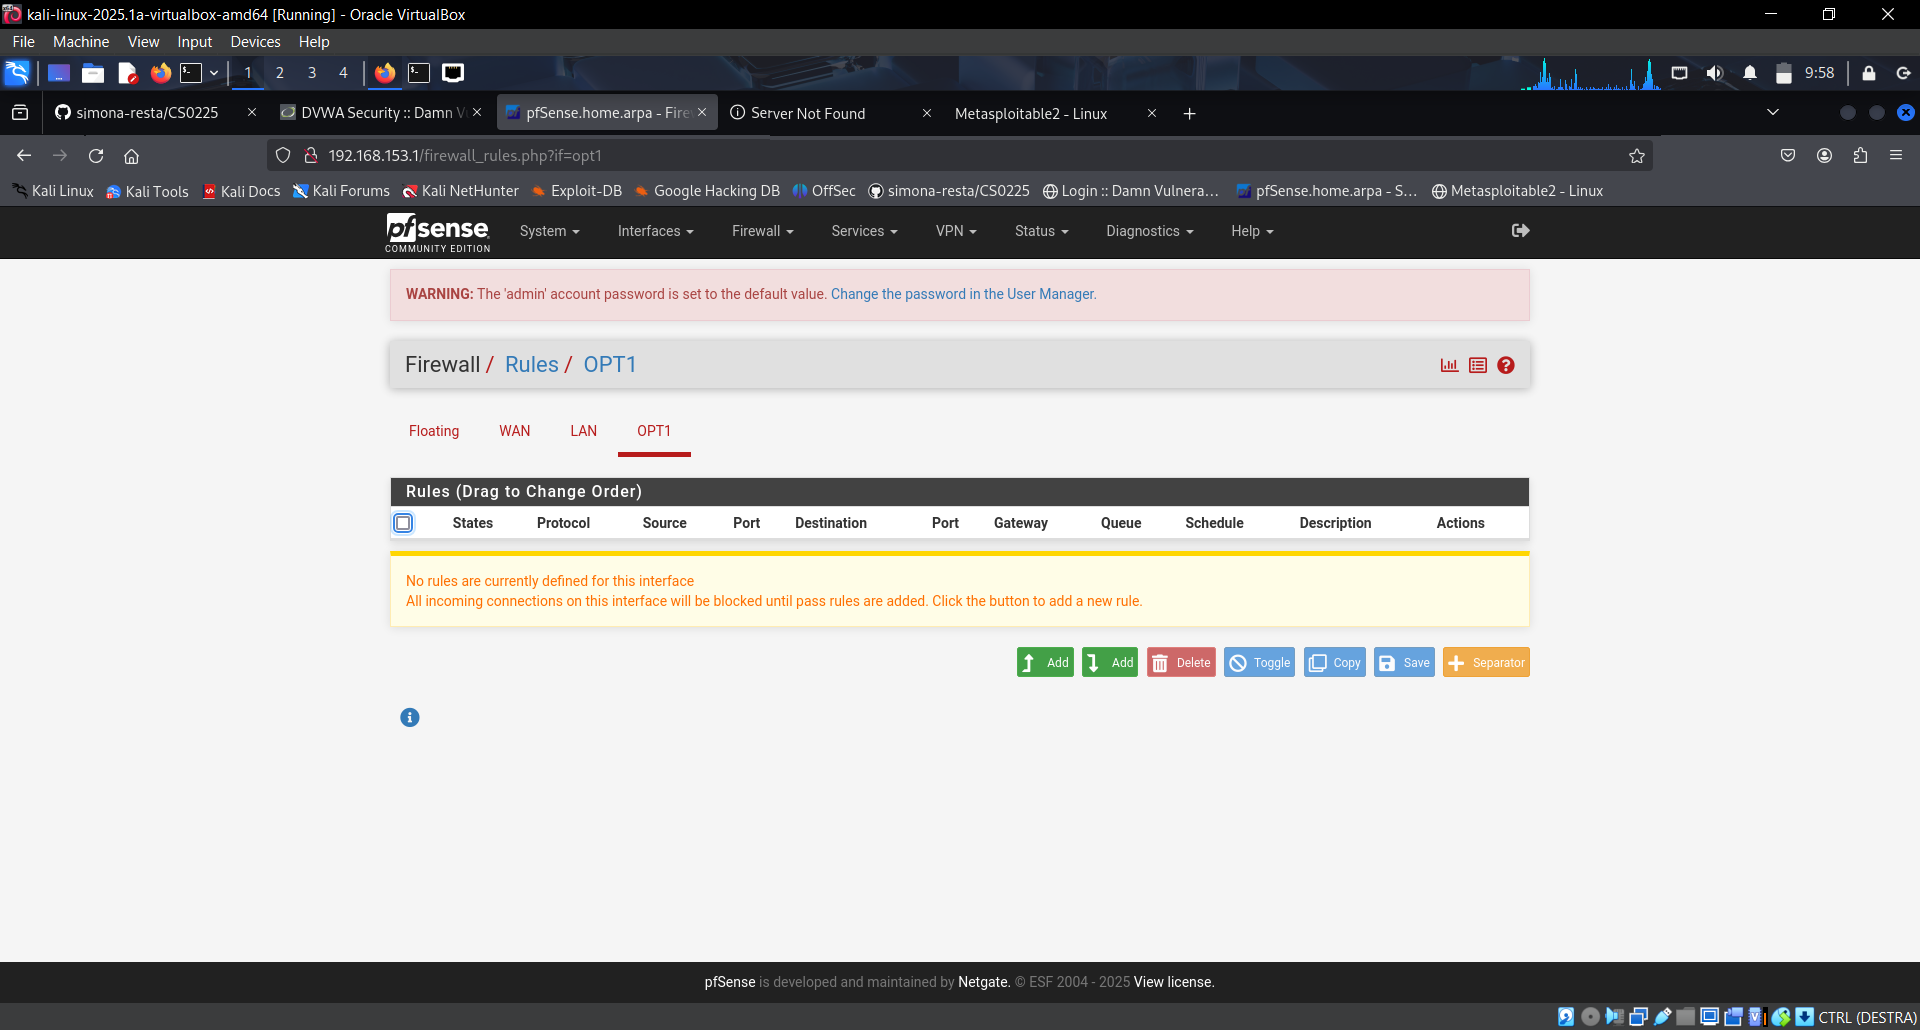 kali-linux-2025.1a-virtualbox-amd64 [Running] - Oracle VirtualBox
File Machine View Input Devices Help
1 2 3 4 9:58
simona-resta/CS0225 DVWA Security :: Damn Vu pfSense.home.arpa - Firew Server Not Found Metasploitable2 - Linux
192.168.153.1/firewall_rules.php?if=opt1
Kali Linux Kali Tools Kali Docs Kali Forums Kali NetHunter Exploit-DB Google Hacking DB OffSec simona-resta/CS0225 Login :: Damn Vulnera… pfSense.home.arpa - S… Metasploitable2 - Linux
pfsense
COMMUNITY EDITION
System Interfaces Firewall Services VPN Status Diagnostics Help
WARNING: The 'admin' account password is set to the default value. Change the password in the User Manager.
Firewall / Rules / OPT1
Floating WAN LAN OPT1
Rules (Drag to Change Order)
States Protocol Source Port Destination Port Gateway Queue Schedule Description Actions
No rules are currently defined for this interface
All incoming connections on this interface will be blocked until pass rules are added. Click the button to add a new rule.
Add Add Delete Toggle Copy Save Separator
pfSense is developed and maintained by Netgate. © ESF 2004 - 2025 View license.
CTRL (DESTRA)